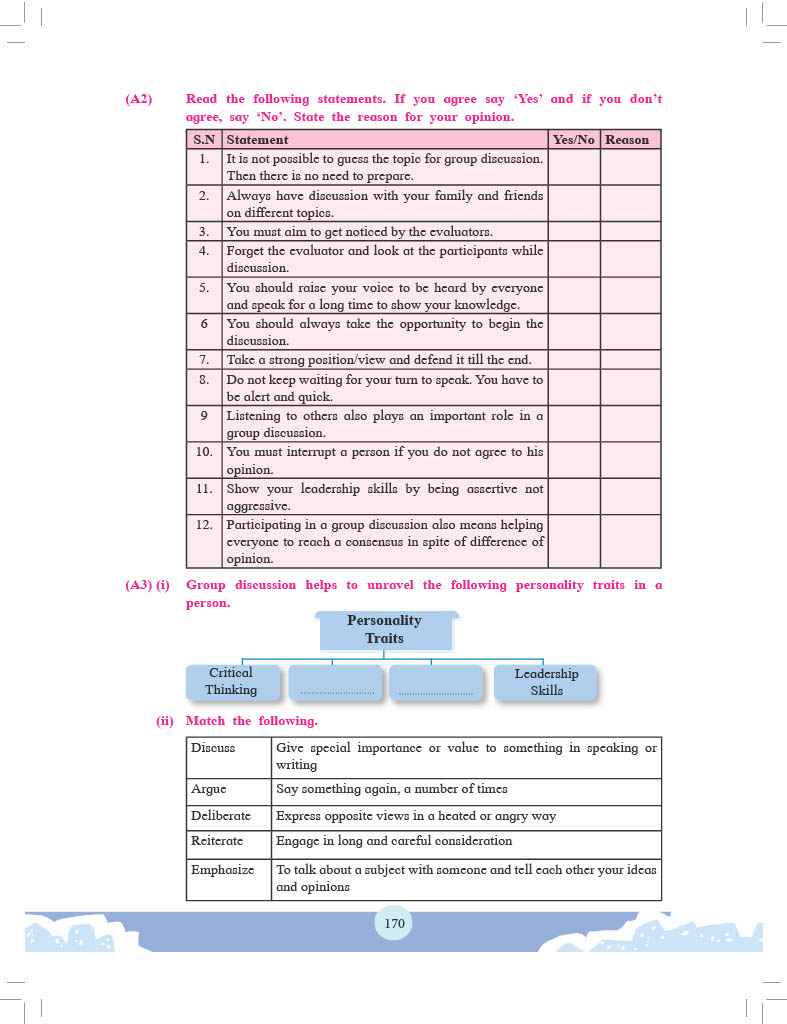 (A2) Read the following statements. If you agree say ‘Yes’ and if you don’t
agree, say ‘No’. State the reason for your opinion.
S.N Statement Yes/No Reason
1. It is not possible to guess the topic for group discussion.
Then there is no need to prepare.
2. Always have discussion with your family and friends
on different topics.
3. You must aim to get noticed by the evaluators.
4. Forget the evaluator and look at the participants while
discussion.
5. You should raise your voice to be heard by everyone
and speak for a long time to show your knowledge.
6 You should always take the opportunity to begin the
discussion.
7. Take a strong position/view and defend it till the end.
8. Do not keep waiting for your turn to speak. You have to
be alert and quick.
9 Listening to others also plays an important role in a
group discussion.
10. You must interrupt a person if you do not agree to his
opinion.
11. Show your leadership skills by being assertive not
aggressive.
12. Participating in a group discussion also means helping
everyone to reach a consensus in spite of difference of
opinion.
(A3) (i) Group discussion helps to unravel the following personality traits in a
person.
Personality
Traits
Critical
Thinking
...........................
...........................
Leadership
Skills
(ii) Match the following.
Discuss Give special importance or value to something in speaking or
writing
Argue Say something again, a number of times
Deliberate Express opposite views in a heated or angry way
Reiterate Engage in long and careful consideration
Emphasize To talk about a subject with someone and tell each other your ideas
and opinions
170